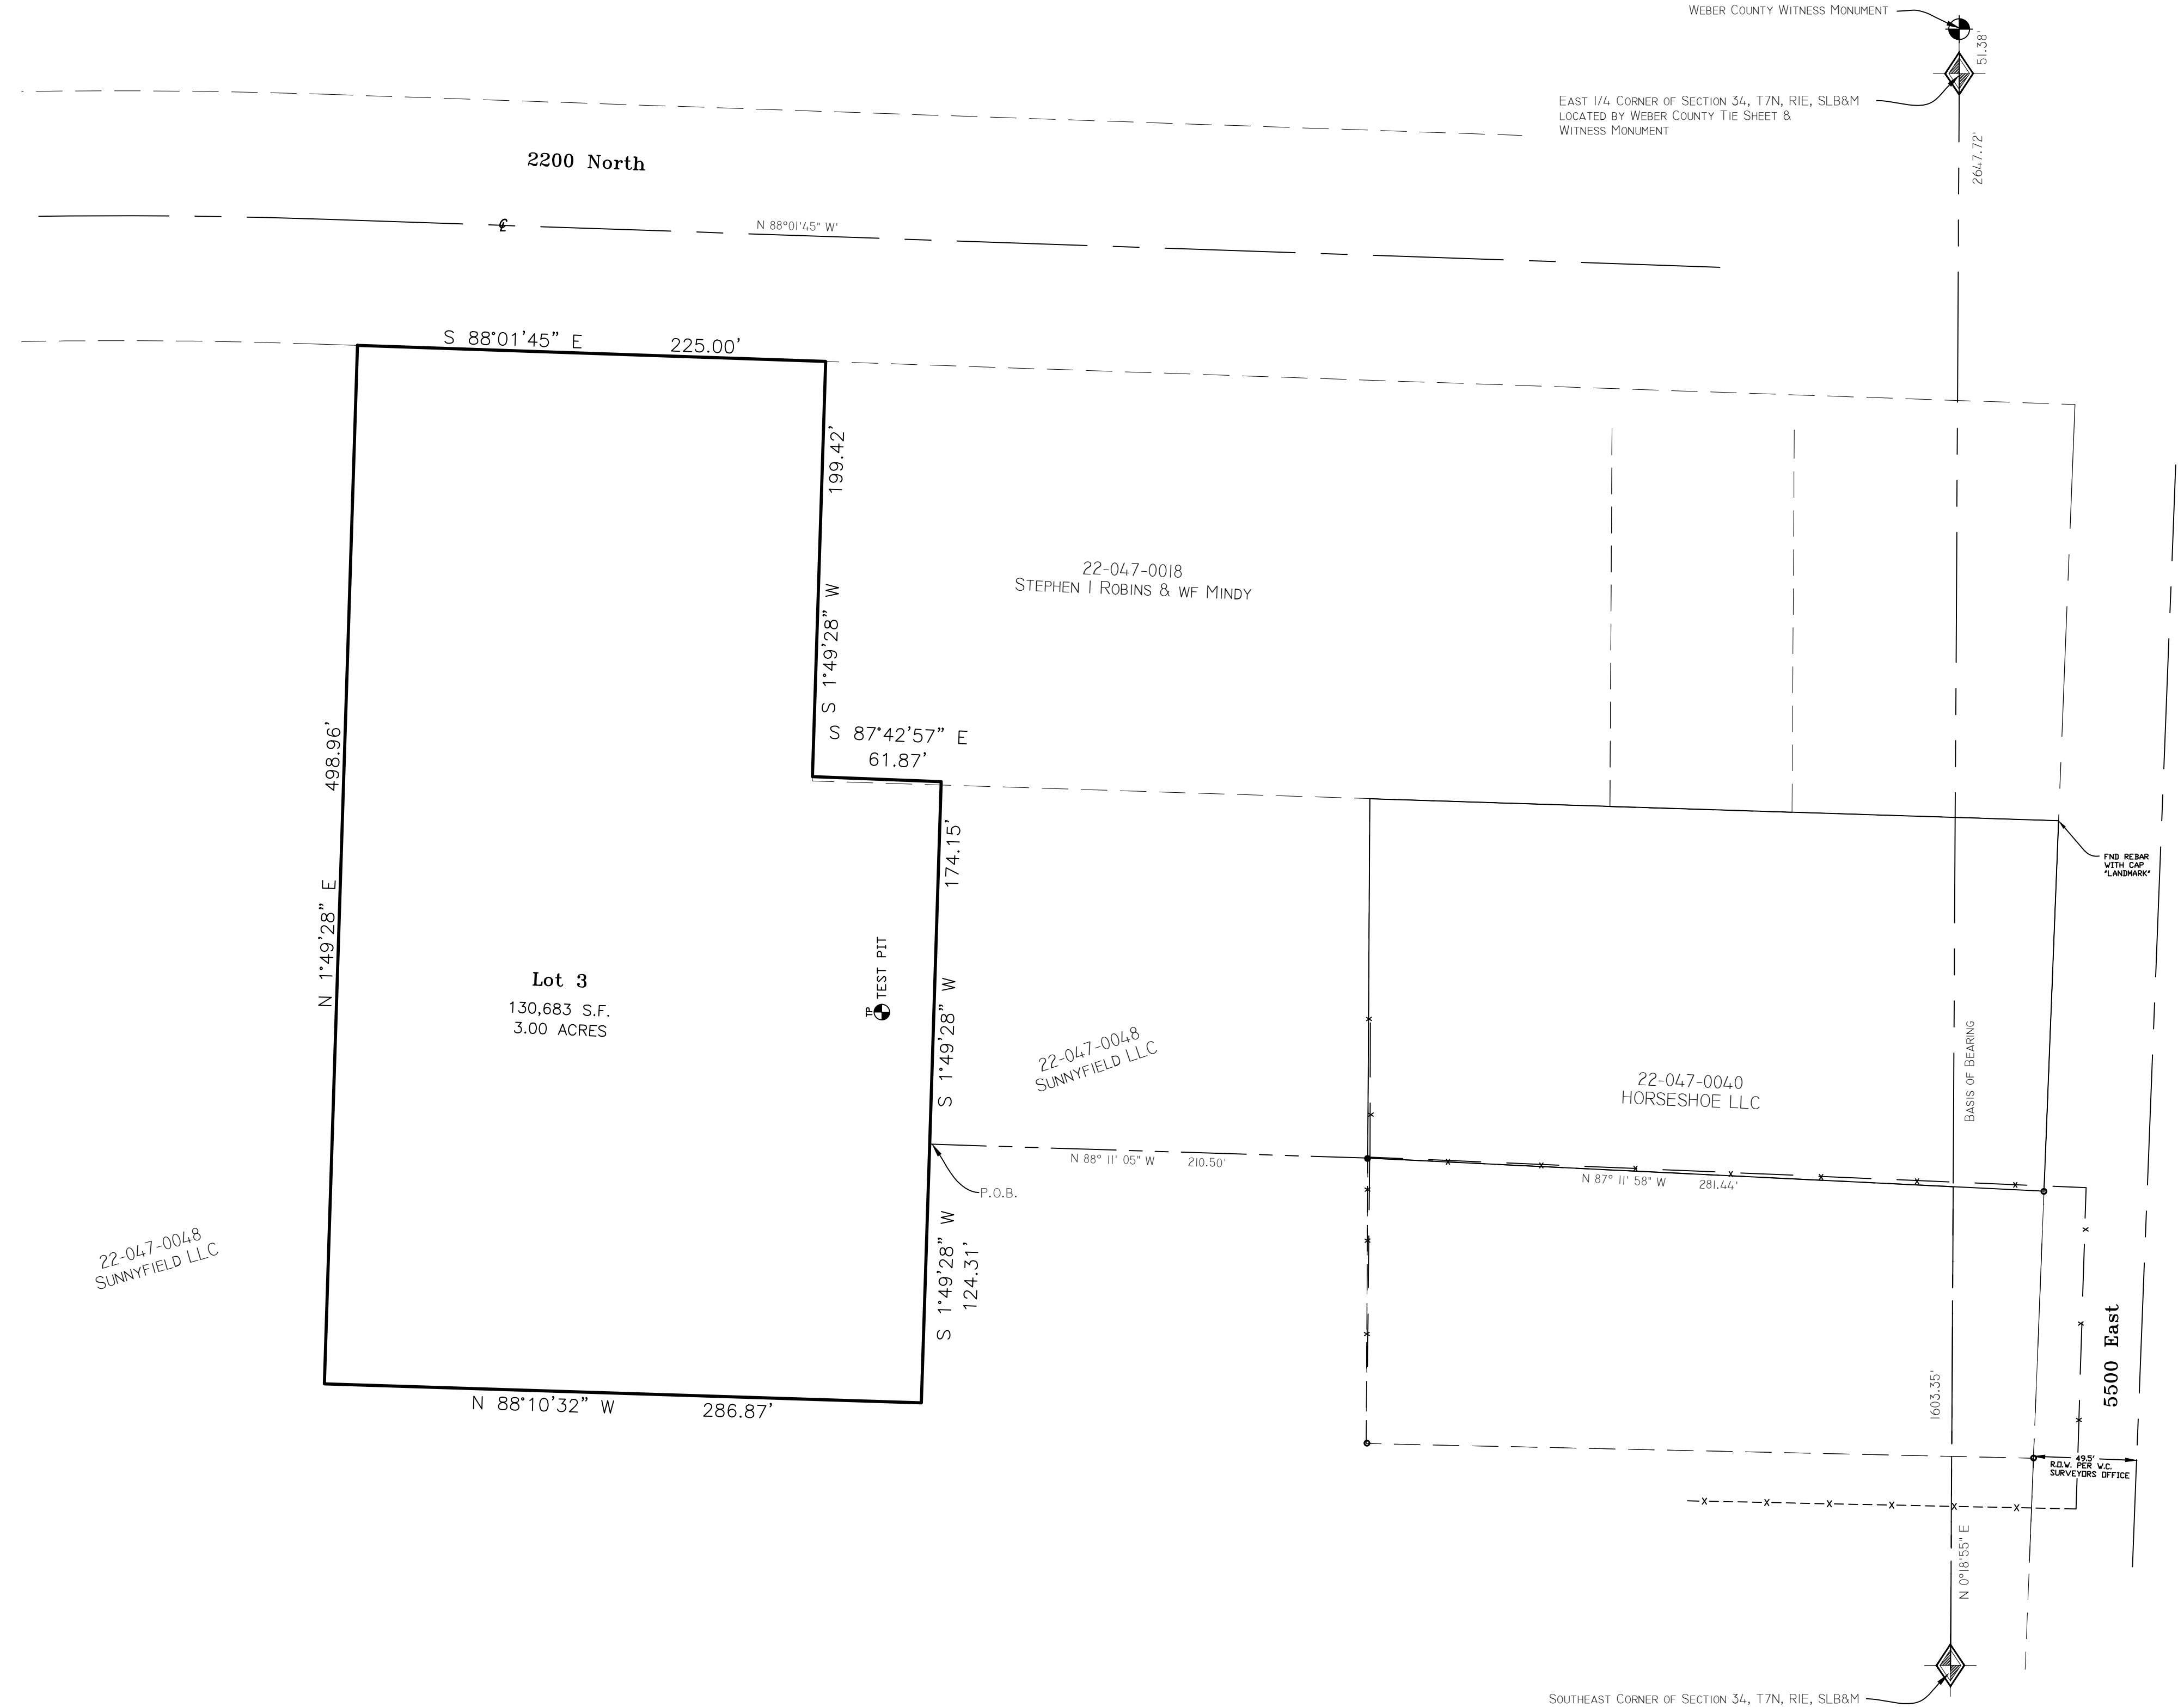 WEBER COUNTY WITNESS MONUMENT
51.38'
EAST 1/4 CORNER OF SECTION 34, T7N, R1E, SLB&M
LOCATED BY WEBER COUNTY TIE SHEET &
WITNESS MONUMENT
2647.72'
2200 North
℄
N 88°01'45" W'
S 88°01'45" E 225.00'
199.42'
S 1°49'28" W
22-047-0018
STEPHEN I ROBINS & WF MINDY
S 87°42'57" E
61.87'
498.96'
N 1°49'28" E
174.15'
S 1°49'28" W
FND REBAR
WITH CAP
"LANDMARK"
Lot 3
130,683 S.F.
3.00 ACRES
TP
TEST PIT
22-047-0048
SUNNYFIELD LLC
22-047-0040
HORSESHOE LLC
BASIS OF BEARING
N 88° 11' 05" W 210.50'
N 87° 11' 58" W 281.44'
P.O.B.
S 1°49'28" W
124.31'
22-047-0048
SUNNYFIELD LLC
N 88°10'32" W 286.87'
1603.35'
5500 East
49.5'
R.O.W. PER W.C.
SURVEYORS OFFICE
N 0°18'55" E
SOUTHEAST CORNER OF SECTION 34, T7N, R1E, SLB&M